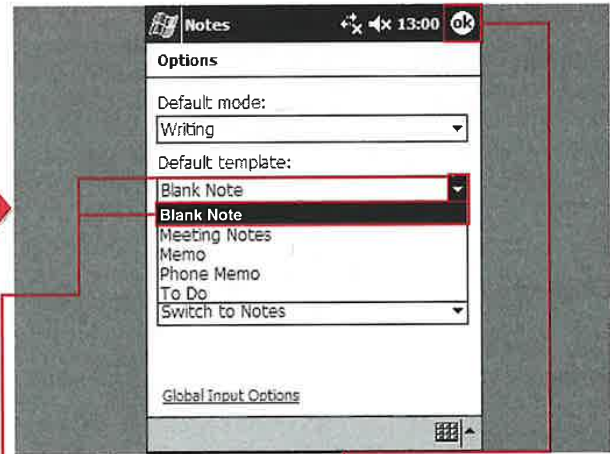 Notes 13:00 ok
Options
Default mode:
Writing
Default template:
Blank Note
Blank Note
Meeting Notes
Memo
Phone Memo
To Do
Switch to Notes
Global Input Options